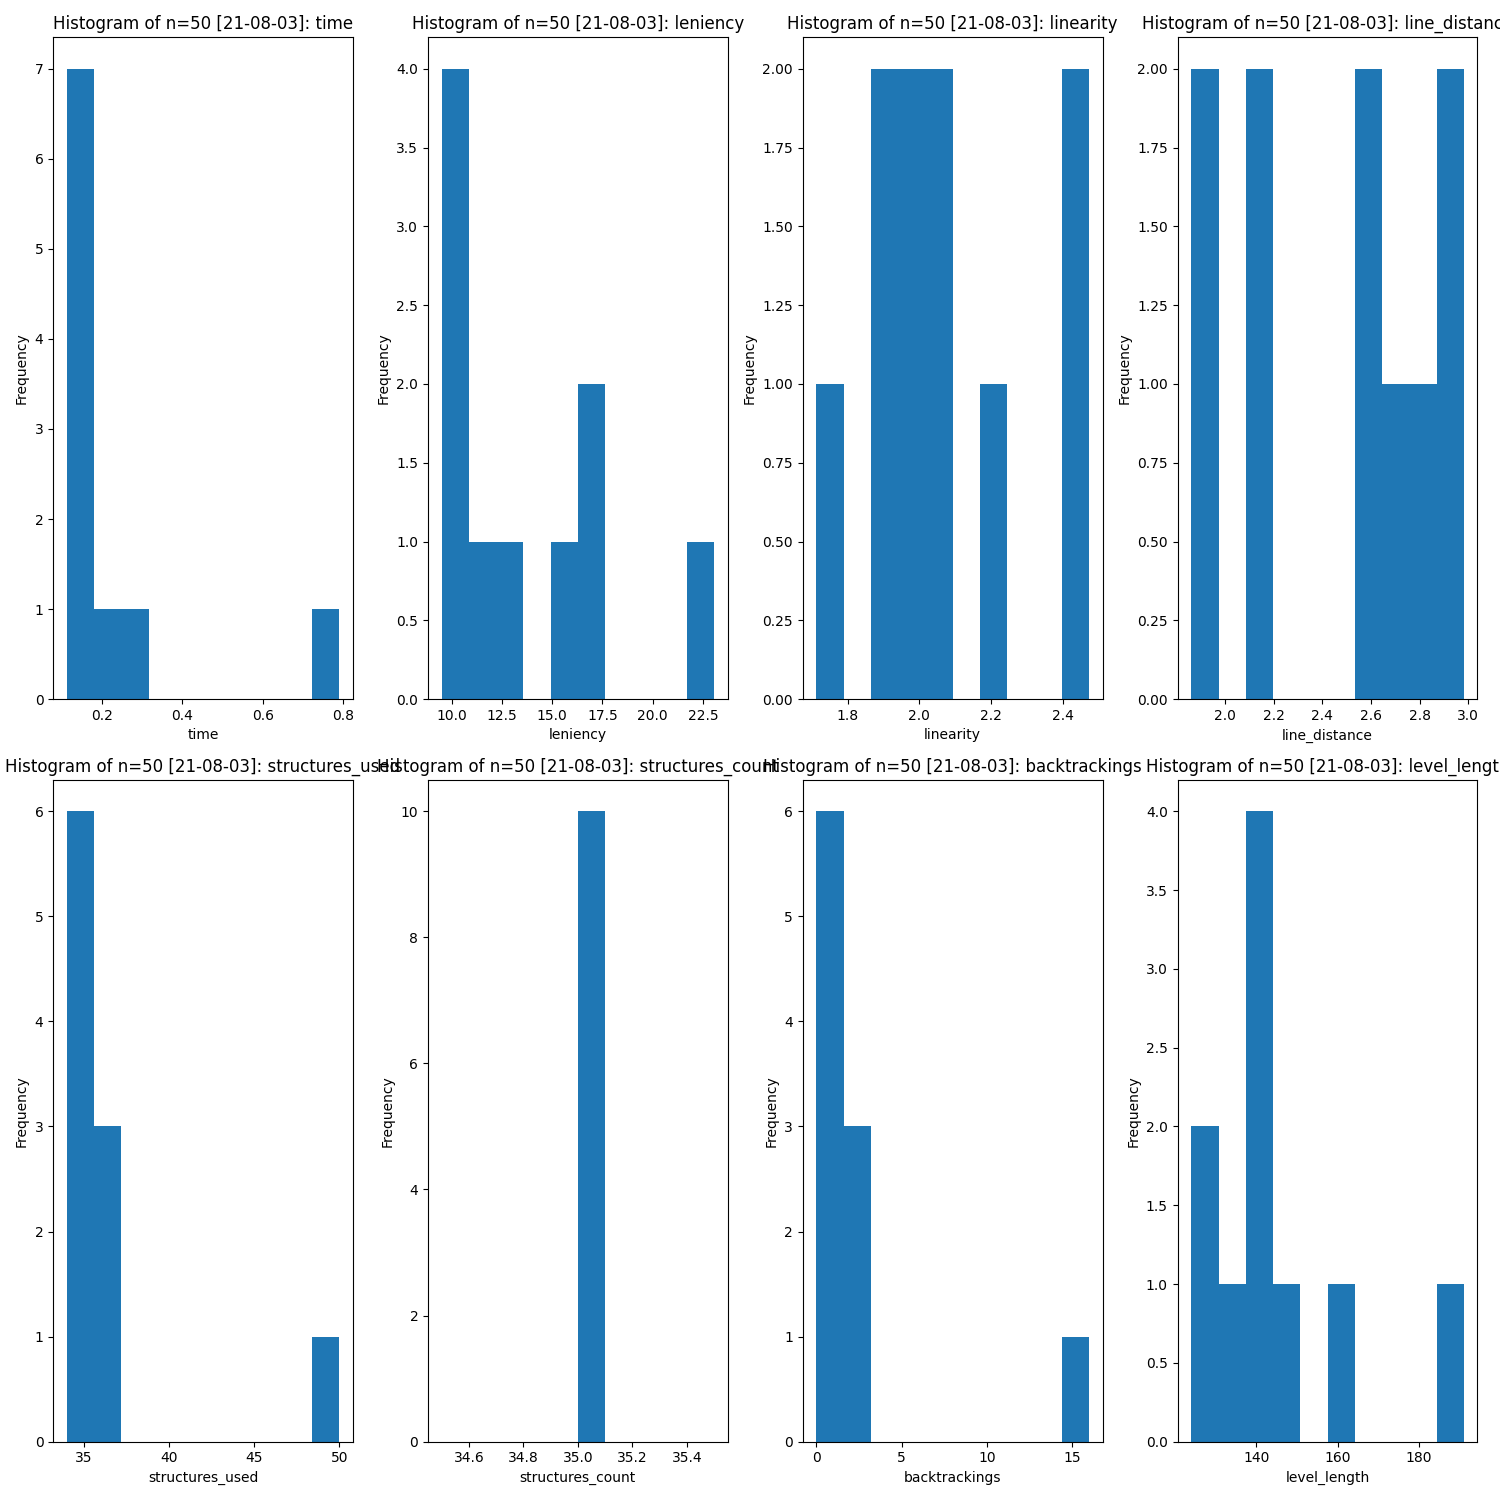 Histogram of n=50 [21-08-03]: time
7
6
5
4
3
2
1
0
Frequency
0.2 0.4 0.6 0.8
time
Histogram of n=50 [21-08-03]: leniency
4.0
3.5
3.0
2.5
2.0
1.5
1.0
0.5
0.0
Frequency
10.0 12.5 15.0 17.5 20.0 22.5
leniency
Histogram of n=50 [21-08-03]: linearity
2.00
1.75
1.50
1.25
1.00
0.75
0.50
0.25
0.00
Frequency
1.8 2.0 2.2 2.4
linearity
Histogram of n=50 [21-08-03]: line_distanc
2.00
1.75
1.50
1.25
1.00
0.75
0.50
0.25
0.00
Frequency
2.0 2.2 2.4 2.6 2.8 3.0
line_distance
Histogram of n=50 [21-08-03]: structures_used
6
5
4
3
2
1
0
Frequency
35 40 45 50
structures_used
Histogram of n=50 [21-08-03]: structures_count
10
8
6
4
2
0
Frequency
34.6 34.8 35.0 35.2 35.4
structures_count
Histogram of n=50 [21-08-03]: backtrackings
6
5
4
3
2
1
0
Frequency
0 5 10 15
backtrackings
Histogram of n=50 [21-08-03]: level_lengt
4.0
3.5
3.0
2.5
2.0
1.5
1.0
0.5
0.0
Frequency
140 160 180
level_length